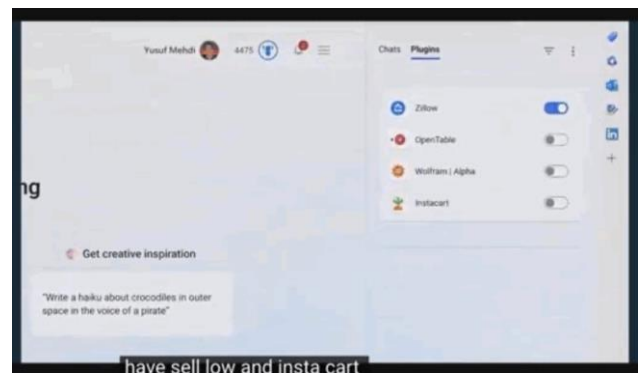 Yusuf Mehdi 4475
Chats Plugins
Zillow
OpenTable
Wolfram | Alpha
Instacart
ng
Get creative inspiration
"Write a haiku about crocodiles in outer
space in the voice of a pirate"
have sell low and insta cart